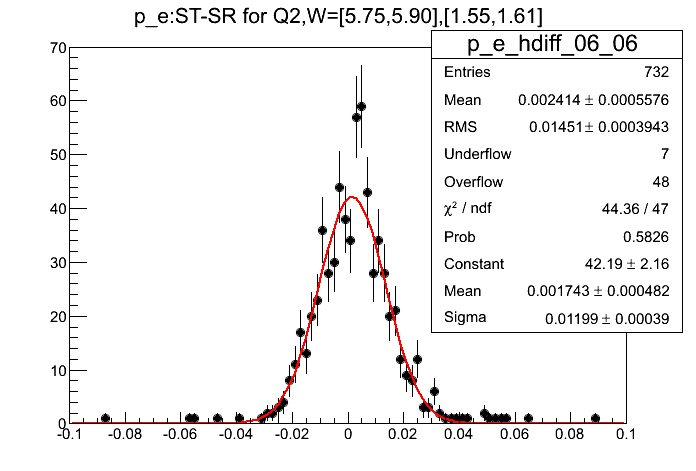 p_e:ST-SR for Q2,W=[5.75,5.90],[1.55,1.61]
p_e_hdiff_06_06
Entries 732
Mean 0.002414 ± 0.0005576
RMS 0.01451± 0.0003943
Underflow 7
Overflow 48
χ² / ndf 44.36 / 47
Prob 0.5826
Constant 42.19 ± 2.16
Mean 0.001743 ± 0.000482
Sigma 0.01199 ± 0.00039
70
60
50
40
30
20
10
0
-0.1 -0.08 -0.06 -0.04 -0.02 0 0.02 0.04 0.06 0.08 0.1